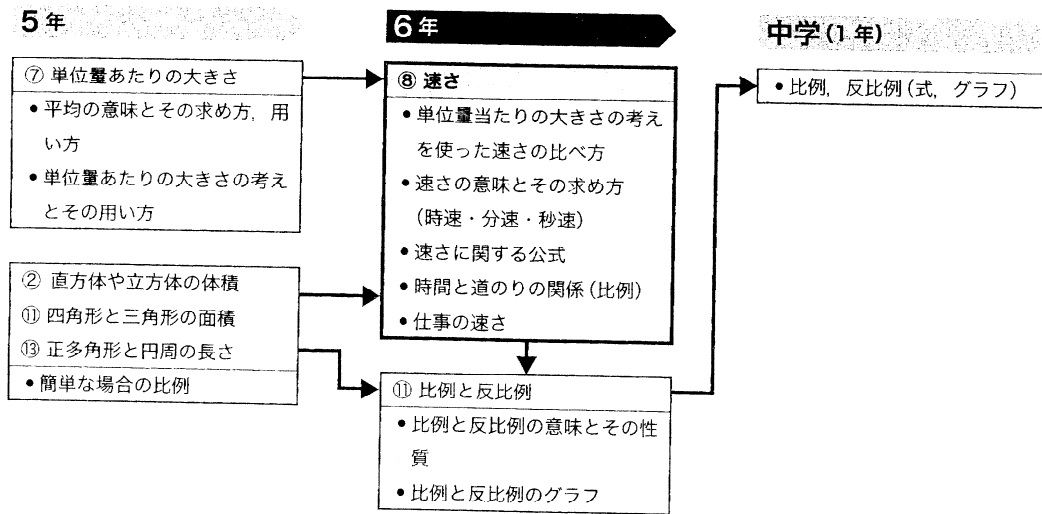 5年
6年
中学(1年)
⑦ 単位量あたりの大きさ
• 平均の意味とその求め方，用
い方
• 単位量あたりの大きさの考え
とその用い方
② 直方体や立方体の体積
⑪ 四角形と三角形の面積
⑬ 正多角形と円周の長さ
• 簡単な場合の比例
⑧ 速さ
• 単位量当たりの大きさの考え
を使った速さの比べ方
• 速さの意味とその求め方
（時速・分速・秒速）
• 速さに関する公式
• 時間と道のりの関係（比例）
• 仕事の速さ
⑪ 比例と反比例
• 比例と反比例の意味とその性
質
• 比例と反比例のグラフ
• 比例，反比例（式，グラフ）